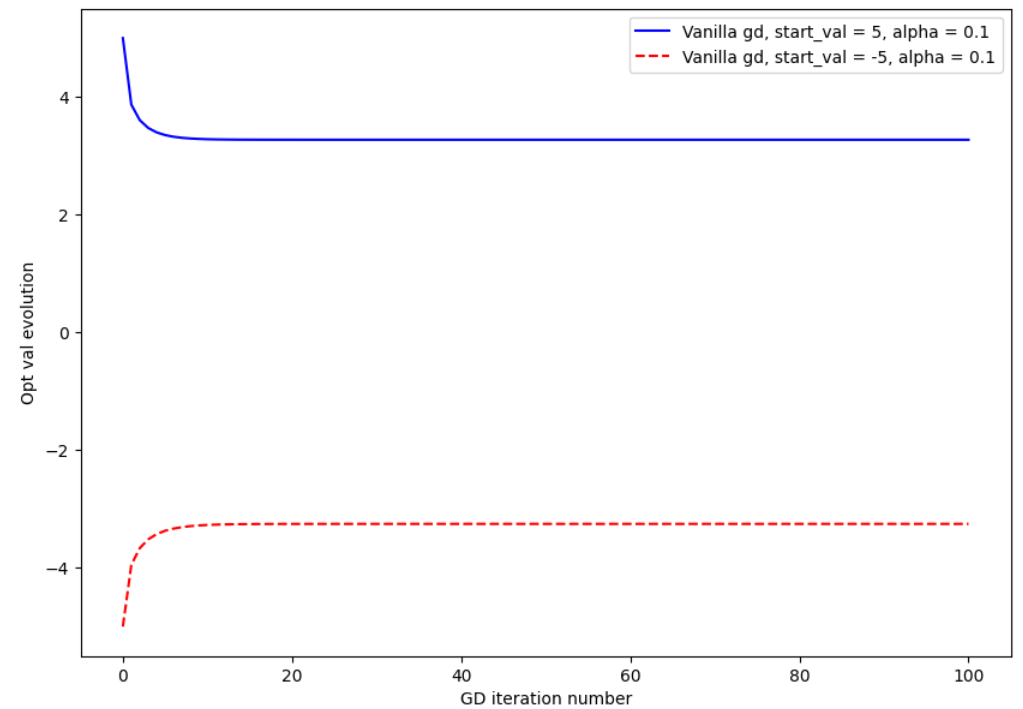 Vanilla gd, start_val = 5, alpha = 0.1
Vanilla gd, start_val = -5, alpha = 0.1
Opt val evolution
4
2
0
−2
−4
0 20 40 60 80 100
GD iteration number